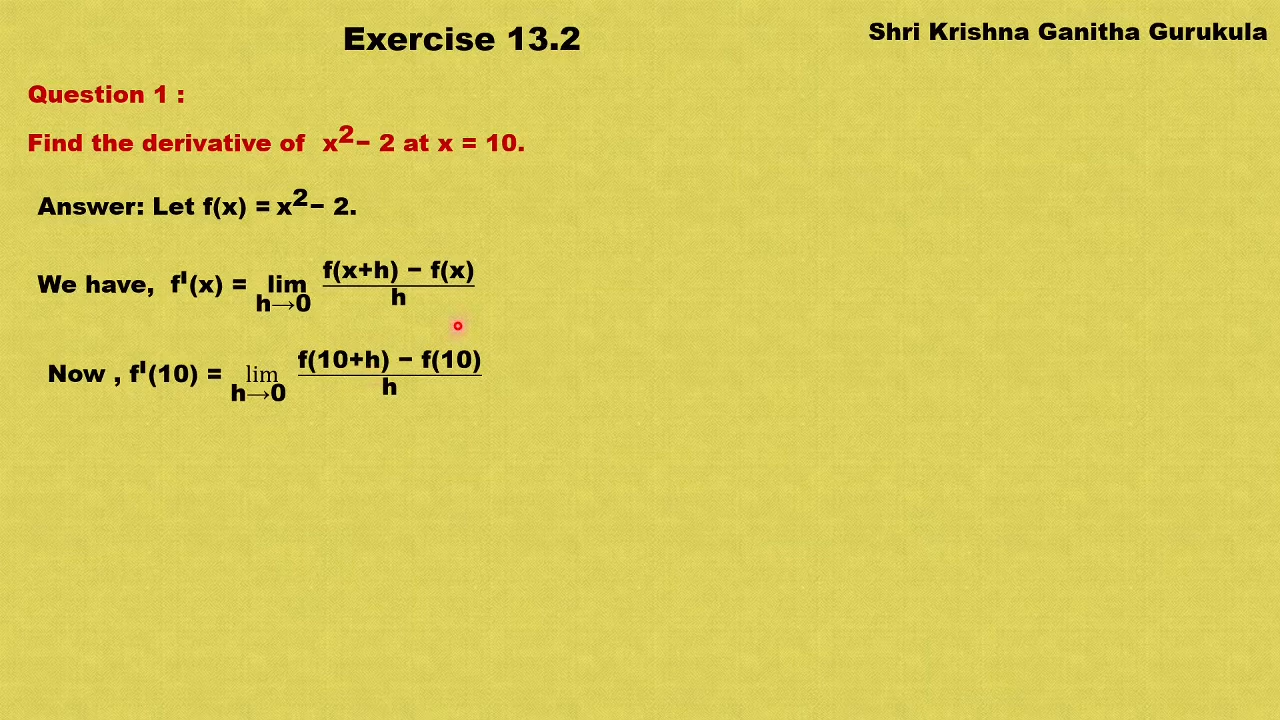 Exercise 13.2
Shri Krishna Ganitha Gurukula
Question 1 :
Find the derivative of x² − 2 at x = 10.
Answer: Let f(x) = x² − 2.
We have, fᴵ(x) = lim h→0 f(x+h) − f(x) / h
Now , fᴵ(10) = lim h→0 f(10+h) − f(10) / h